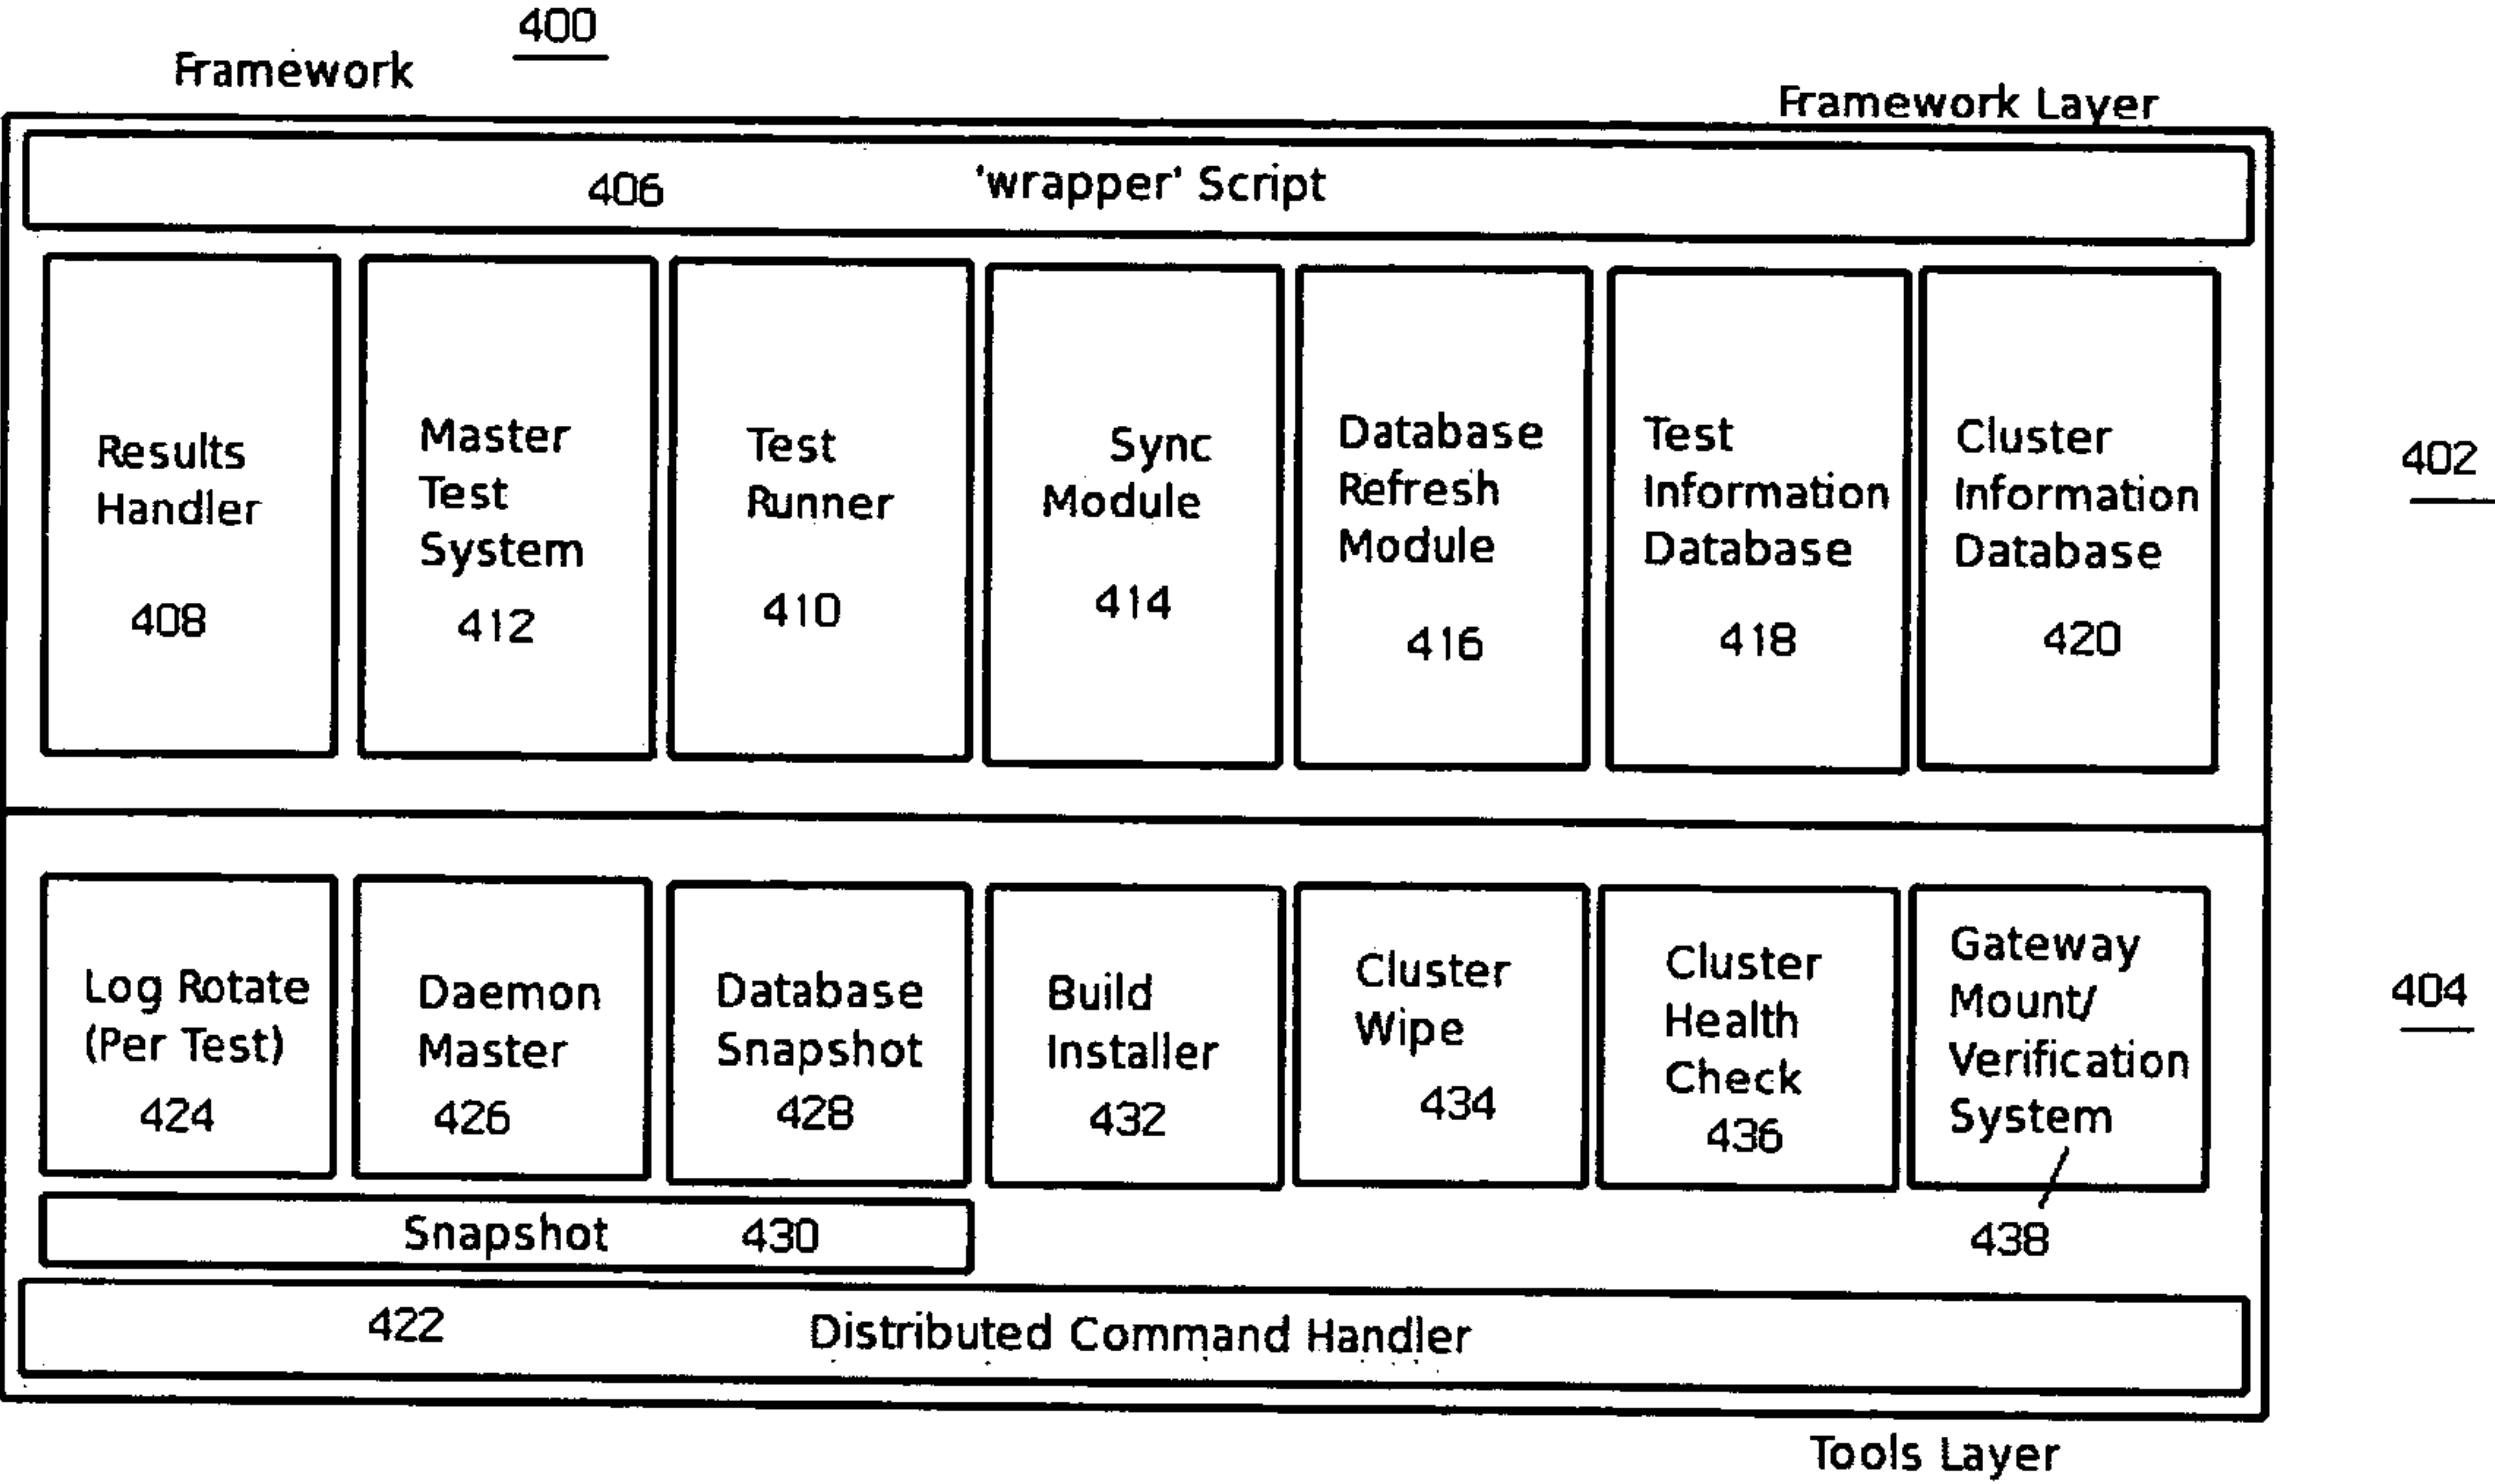 400
Framework
Framework Layer
406 'wrapper' Script
Results
Handler
408
Master
Test
System
412
Test
Runner
410
Sync
Module
414
Database
Refresh
Module
416
Test
Information
Database
418
Cluster
Information
Database
420
402
Log Rotate
(Per Test)
424
Daemon
Master
426
Database
Snapshot
428
Build
Installer
432
Cluster
Wipe
434
Cluster
Health
Check
436
Gateway
Mount/
Verification
System
438
404
Snapshot 430
422 Distributed Command Handler
Tools Layer